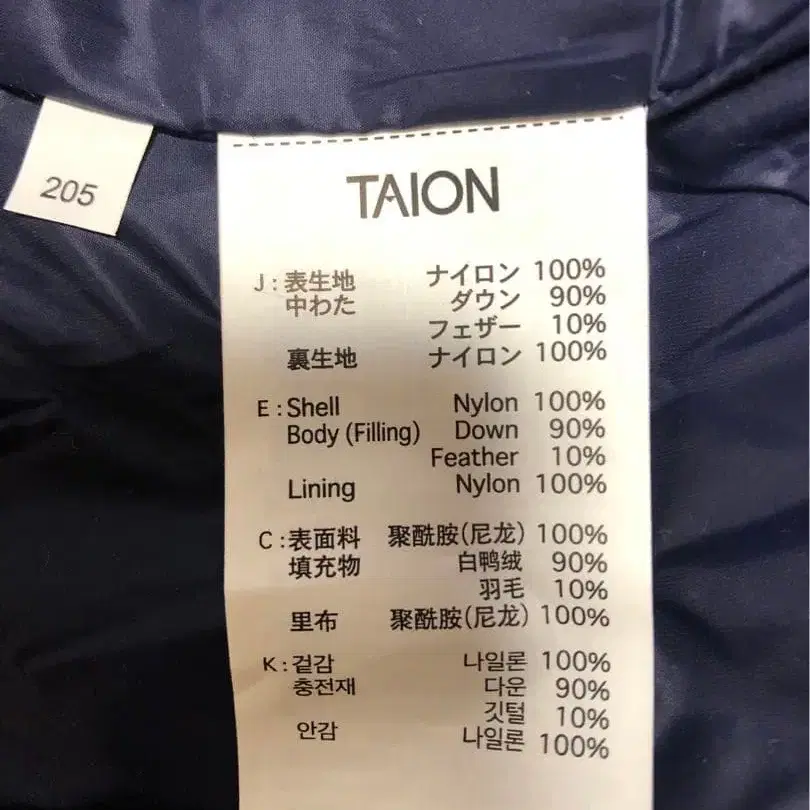 205
TAION
J : 表生地 ナイロン 100%
中わた ダウン 90%
フェザー 10%
裏生地 ナイロン 100%
E : Shell Nylon 100%
Body (Filling) Down 90%
Feather 10%
Lining Nylon 100%
C : 表面料 聚酰胺(尼龙) 100%
填充物 白鸭绒 90%
羽毛 10%
里布 聚酰胺(尼龙) 100%
K : 겉감 나일론 100%
충전재 다운 90%
깃털 10%
안감 나일론 100%